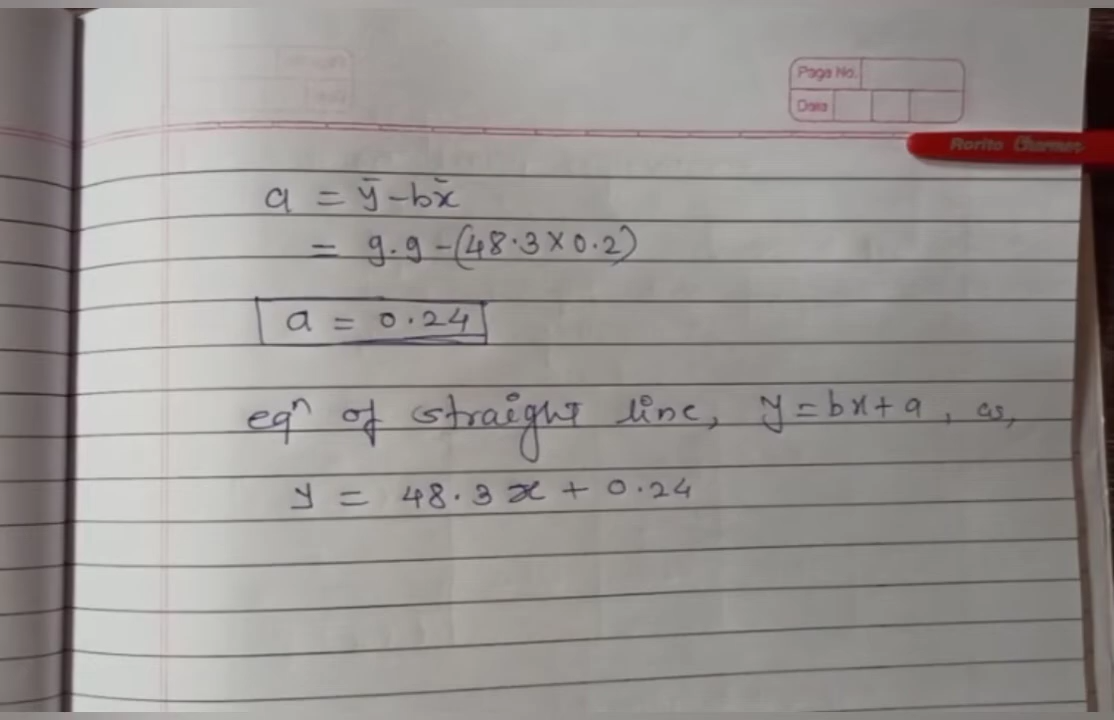 Page No.
Date
Rorito Charmer
a = ȳ - bx̄
= 9.9 - (48.3 × 0.2)
a = 0.24
eqⁿ of straight line, y = bx + a, as,
y = 48.3x + 0.24